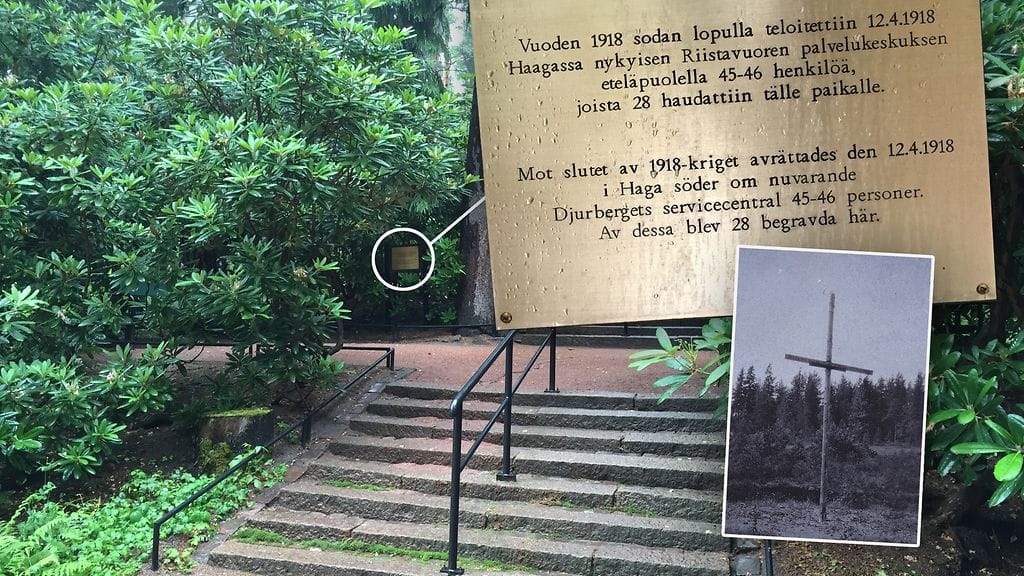 Vuoden 1918 sodan lopulla teloitettiin 12.4.1918
Haagassa nykyisen Riistavuoren palvelukeskuksen
eteläpuolella 45-46 henkilöä,
joista 28 haudattiin tälle paikalle.
Mot slutet av 1918-kriget avrättades den 12.4.1918
i Haga söder om nuvarande
Djurbergets servicecentral 45-46 personer.
Av dessa blev 28 begravda här.